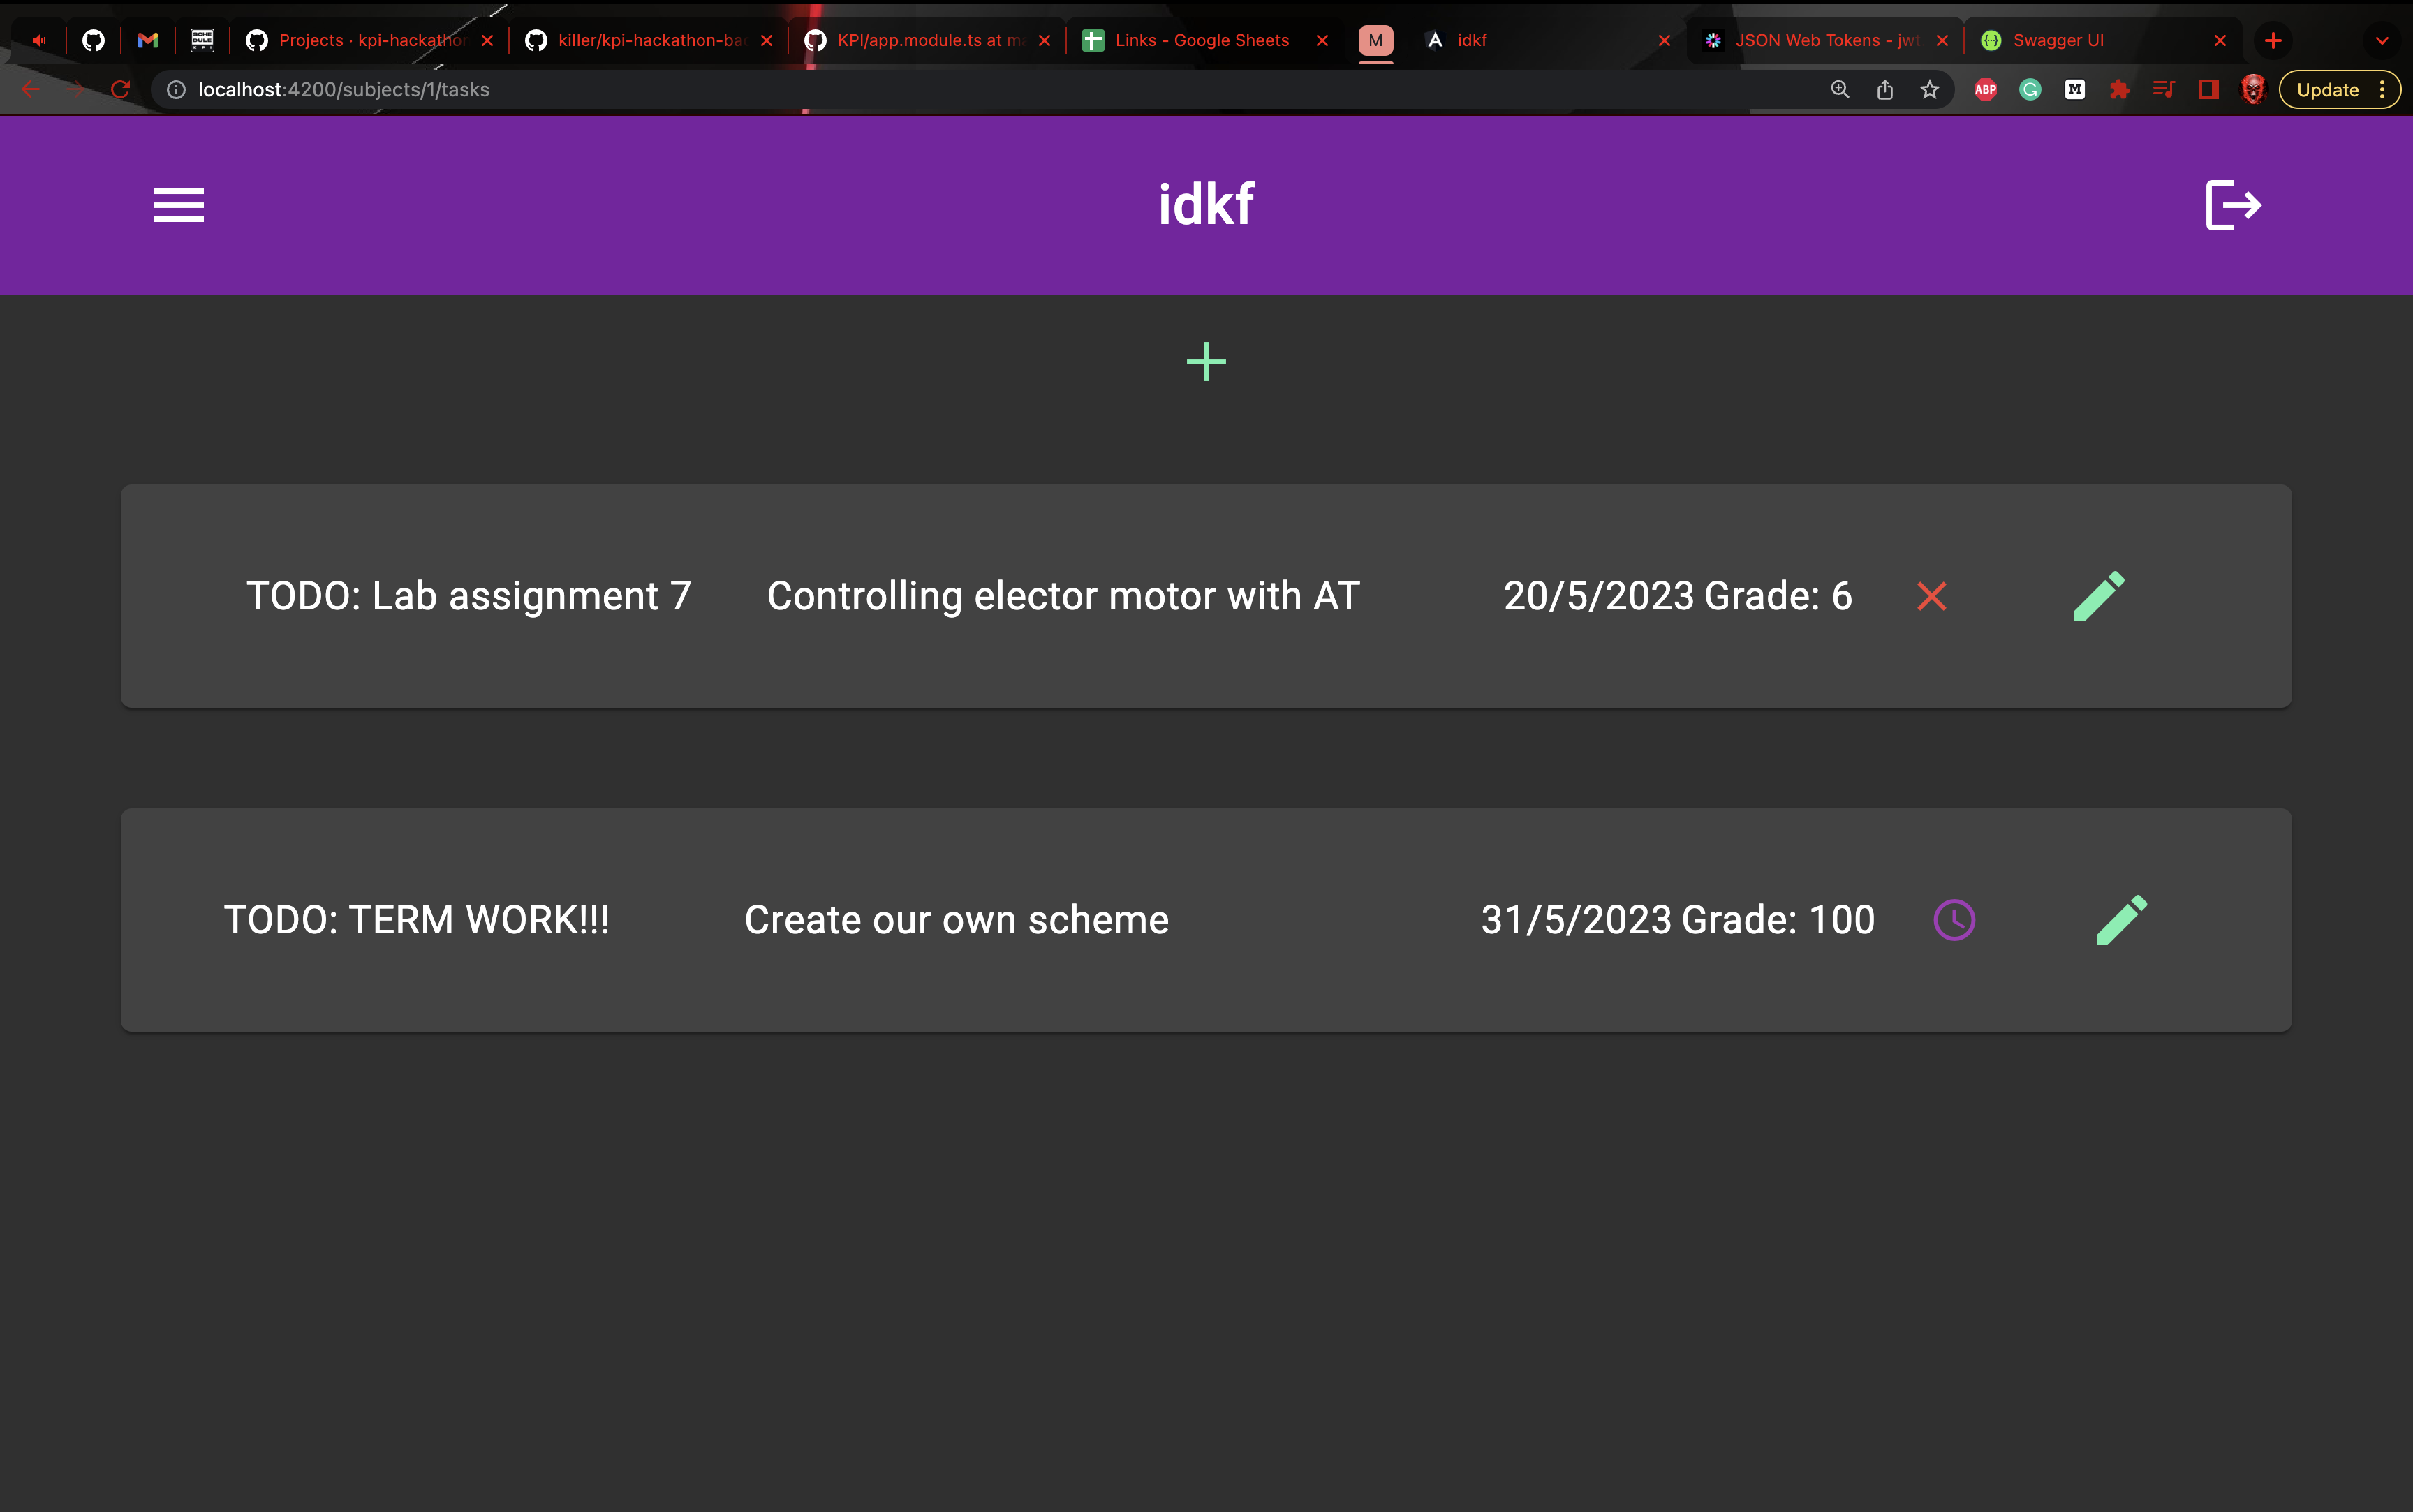 Projects · kpi-hackathon
killer/kpi-hackathon-bac
KPI/app.module.ts at ma
Links - Google Sheets
M
idkf
JSON Web Tokens - jwt
Swagger UI
localhost:4200/subjects/1/tasks
ABP
G
M
Update
idkf
TODO: Lab assignment 7 Controlling elector motor with AT 20/5/2023 Grade: 6
TODO: TERM WORK!!! Create our own scheme 31/5/2023 Grade: 100